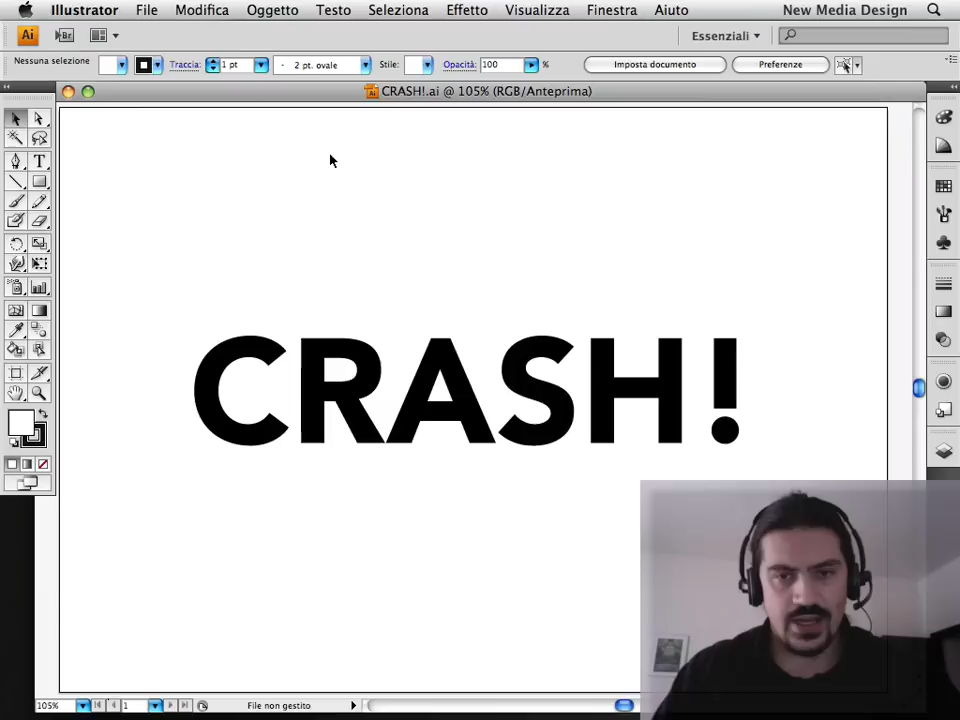 Illustrator File Modifica Oggetto Testo Seleziona Effetto Visualizza Finestra Aiuto New Media Design
Ai Br Essenziali
Nessuna selezione Traccia: 1 pt 2 pt. ovale Stile: Opacità: 100 % Imposta documento Preferenze
CRASH!.ai @ 105% (RGB/Anteprima)
T
CRASH!
105% 1 File non gestito